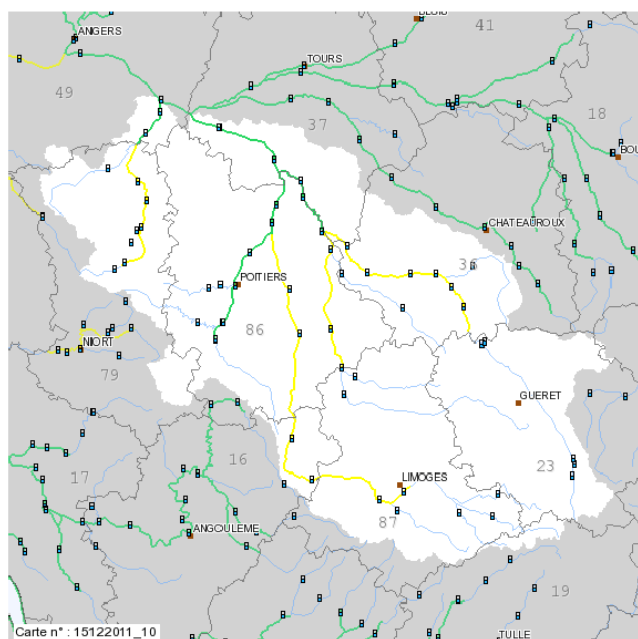 41
ANGERS
TOURS
49
18
37
CHATEAUROUX
36
POITIERS
86
NIORT
79
GUERET
16
LIMOGES
23
17
ANGOULEME
87
19
Carte n° : 15122011_10
TULLE